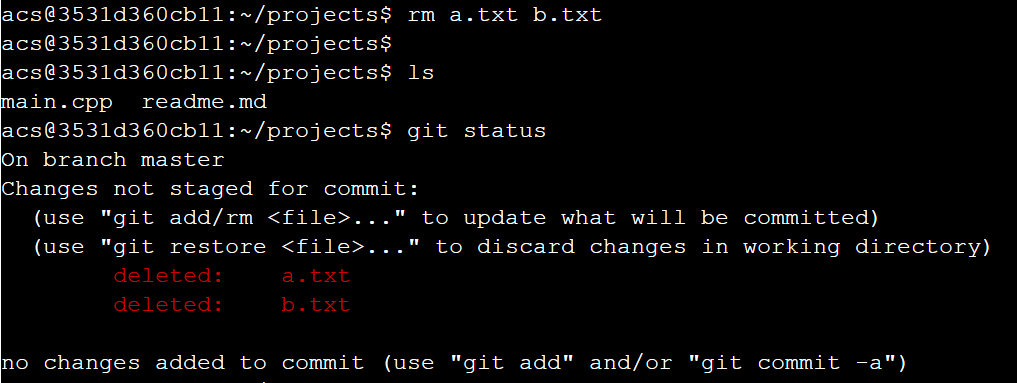 acs@3531d360cb11:~/projects$ rm a.txt b.txt
acs@3531d360cb11:~/projects$
acs@3531d360cb11:~/projects$ ls
main.cpp  readme.md
acs@3531d360cb11:~/projects$ git status
On branch master
Changes not staged for commit:
  (use "git add/rm <file>..." to update what will be committed)
  (use "git restore <file>..." to discard changes in working directory)
        deleted:    a.txt
        deleted:    b.txt

no changes added to commit (use "git add" and/or "git commit -a")